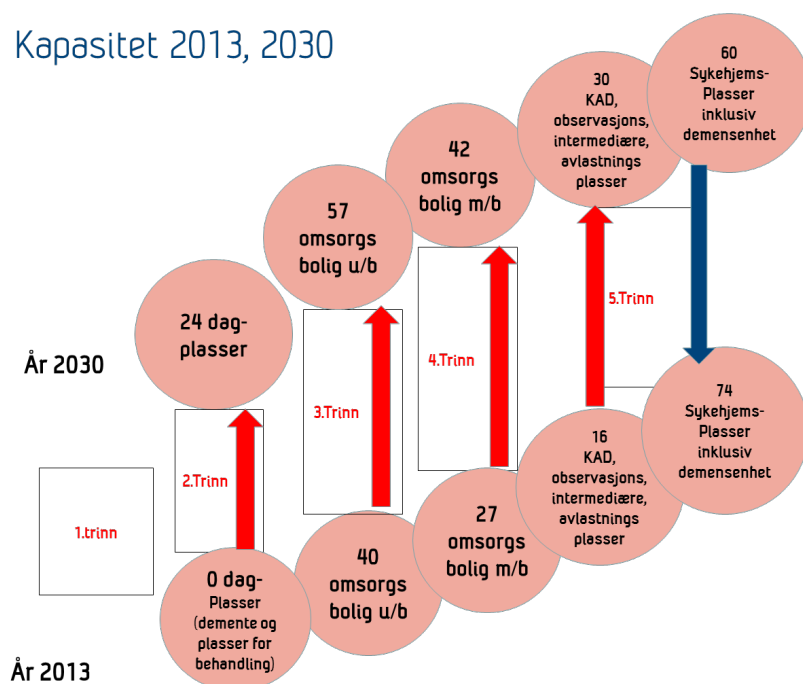 Kapasitet 2013, 2030
60
Sykehjems-
Plasser
inklusiv
demensenhet
30
KAD,
observasjons,
intermediære,
avlastnings
plasser
42
omsorgs
bolig m/b
57
omsorgs
bolig u/b
24 dag-
plasser
År 2030
1.trinn
2.Trinn
3.Trinn
4.Trinn
5.Trinn
74
Sykehjems-
Plasser
inklusiv
demensenhet
16
KAD,
observasjons,
intermediære,
avlastnings
plasser
27
omsorgs
bolig m/b
40
omsorgs
bolig u/b
0 dag-
Plasser
(demente og
plasser for
behandling)
År 2013